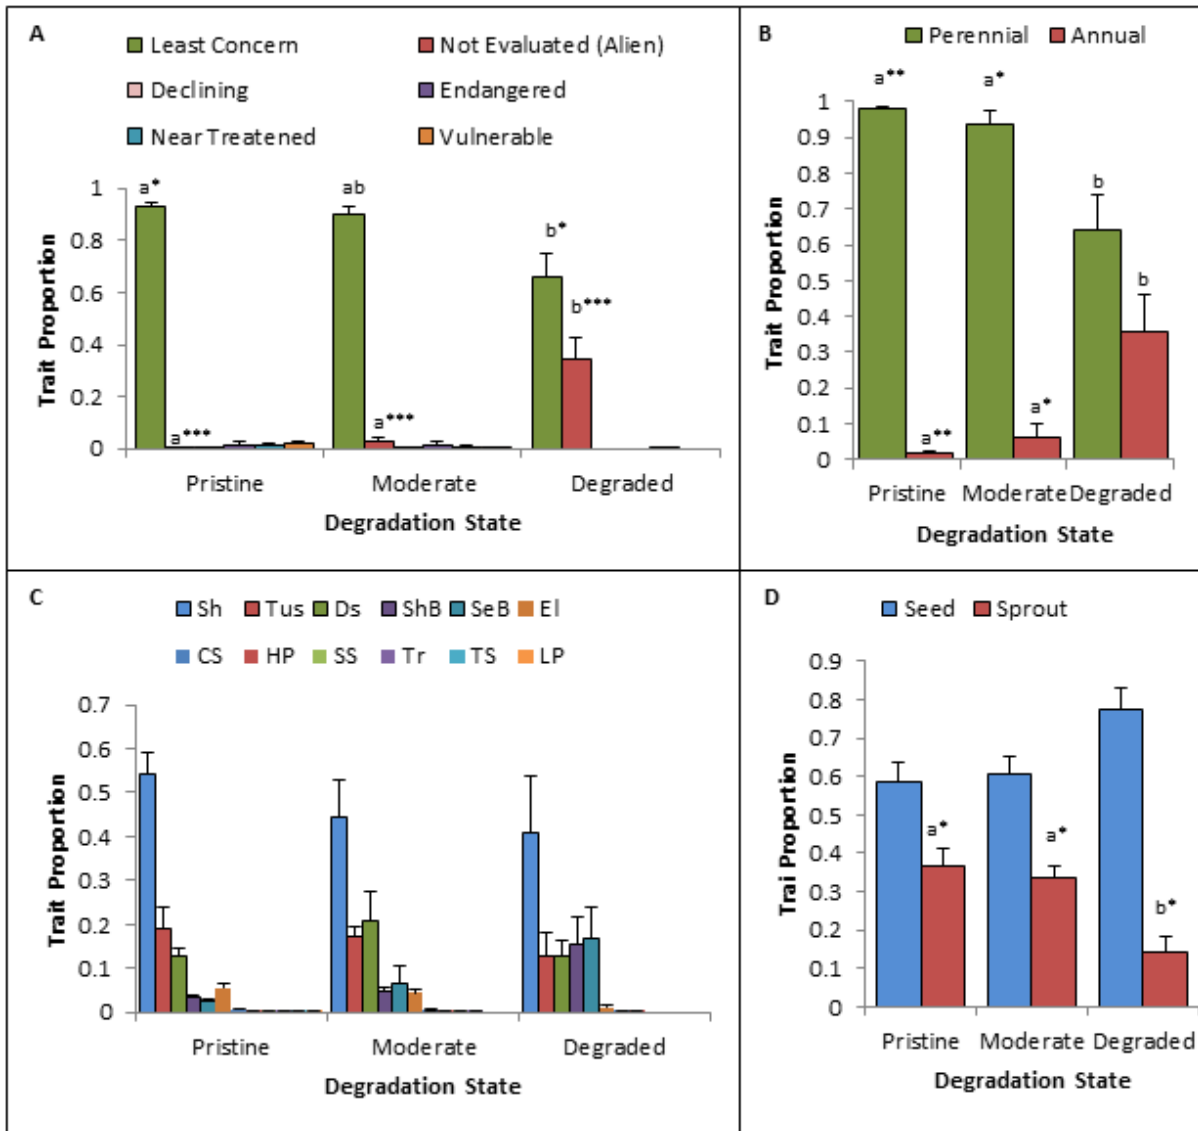 A
Least Concern Not Evaluated (Alien)
Declining Endangered
Near Treatened Vulnerable
Trait Proportion
1
0.8
0.6
0.4
0.2
0
a* a*** ab a*** b* b***
Pristine Moderate Degraded
Degradation State
B
Perennial Annual
Trait Proportion
1
0.9
0.8
0.7
0.6
0.5
0.4
0.3
0.2
0.1
0
a** a** a* a* b b
Pristine Moderate Degraded
Degradation State
C
Sh Tus Ds ShB SeB El
CS HP SS Tr TS LP
Trait Proportion
0.7
0.6
0.5
0.4
0.3
0.2
0.1
0
Pristine Moderate Degraded
Degradation State
D
Seed Sprout
Trai Proportion
0.9
0.8
0.7
0.6
0.5
0.4
0.3
0.2
0.1
0
a* a* b*
Pristine Moderate Degraded
Degradation State